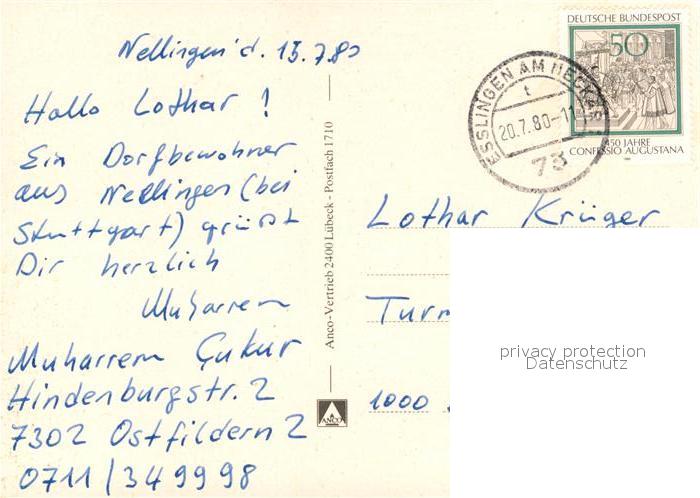 Nellingen d. 13.7.80
Hallo Lothar !
Ein Dorfbewohner
aus Nellingen (bei
Stuttgart) grüßt
Dir herzlich
Muharrem
Muharrem Çukur
Hindenburgstr. 2
7302 Ostfildern 2
0711/349998
Anco-Vertrieb 2400 Lübeck - Postfach 1710
ANCO
DEUTSCHE BUNDESPOST
50
450 JAHRE
CONFESSIO AUGUSTANA
ESSLINGEN AM NECKAR
t
20.7.80-11
73
Lothar Krüger
Turm
1000
privacy protection
Datenschutz